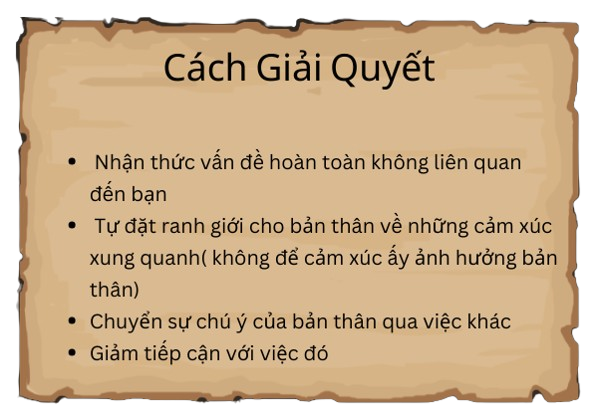 Cách Giải Quyết
• Nhận thức vấn đề hoàn toàn không liên quan
đến bạn
• Tự đặt ranh giới cho bản thân về những cảm xúc
xung quanh( không để cảm xúc ấy ảnh hưởng bản
thân)
• Chuyển sự chú ý của bản thân qua việc khác
• Giảm tiếp cận với việc đó